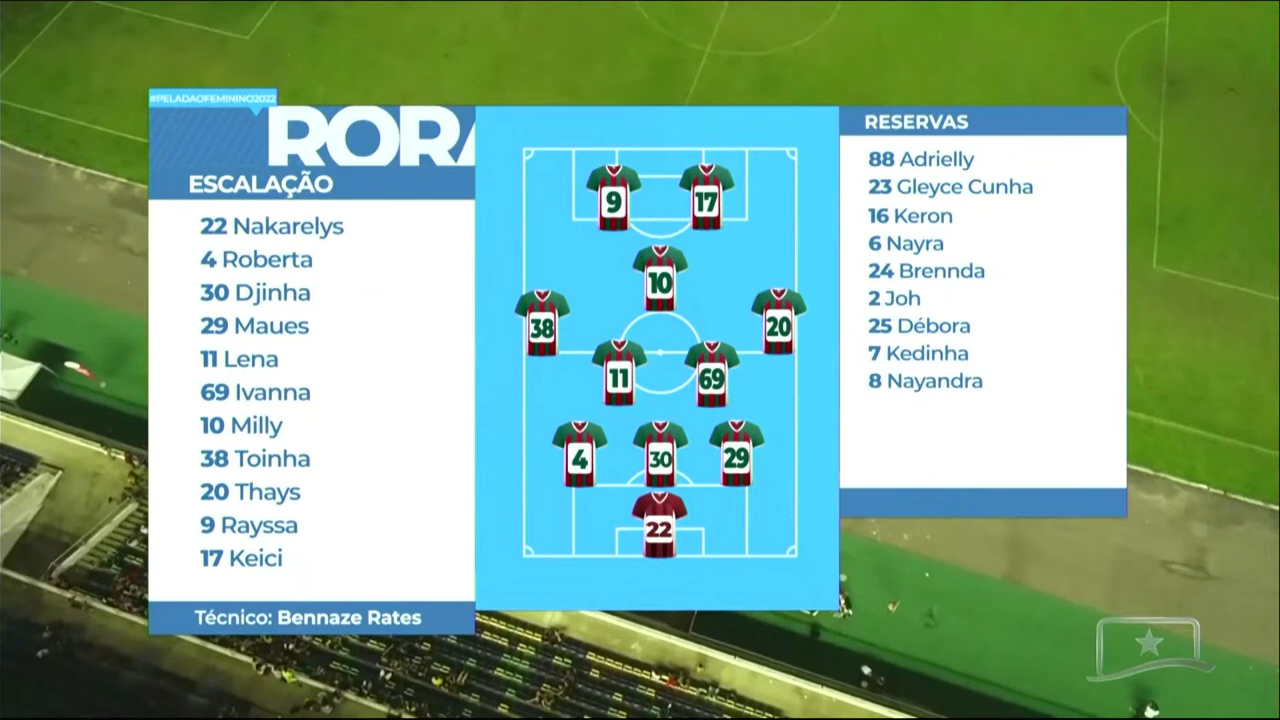 #PELADAOFEMININO2022
RORA
ESCALAÇÃO
22 Nakarelys
4 Roberta
30 Djinha
29 Maues
11 Lena
69 Ivanna
10 Milly
38 Toinha
20 Thays
9 Rayssa
17 Keici
Técnico: Bennaze Rates
9 17
10
38 20
11 69
4 30 29
22
RESERVAS
88 Adrielly
23 Gleyce Cunha
16 Keron
6 Nayra
24 Brennda
2 Joh
25 Débora
7 Kedinha
8 Nayandra